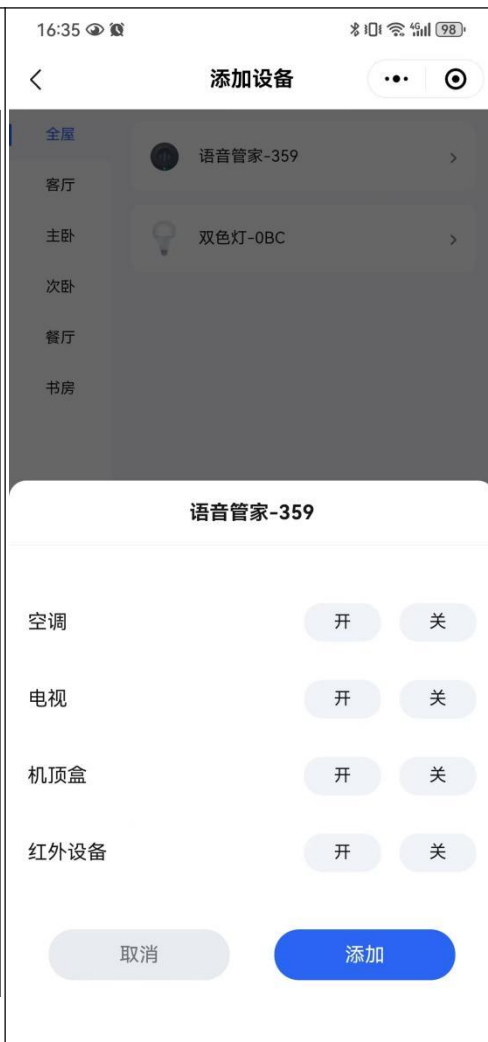 16:35
4G 98
添加设备
全屋
客厅
主卧
次卧
餐厅
书房
语音管家-359
双色灯-0BC
语音管家-359
空调 开 关
电视 开 关
机顶盒 开 关
红外设备 开 关
取消 添加